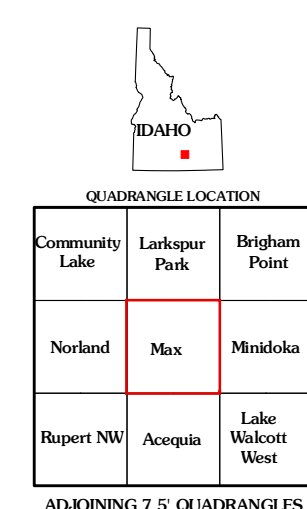 IDAHO
QUADRANGLE LOCATION
Community
Lake
Larkspur
Park
Brigham
Point
Norland
Max
Minidoka
Rupert NW
Acequia
Lake
Walcott
West
ADJOINING 7.5' QUADRANGLES